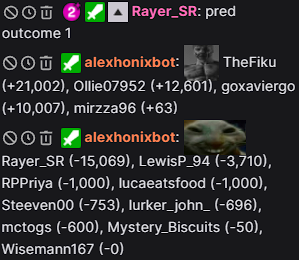 2 Rayer_SR: pred
outcome 1
alexhonixbot: TheFiku
(+21,002), Ollie07952 (+12,601), goxaviergo
(+10,007), mirzza96 (+63)
alexhonixbot:
Rayer_SR (-15,069), LewisP_94 (-3,710),
RPPriya (-1,000), lucaeatsfood (-1,000),
Steeven00 (-753), lurker_john_ (-696),
mctogs (-600), Mystery_Biscuits (-50),
Wisemann167 (-0)